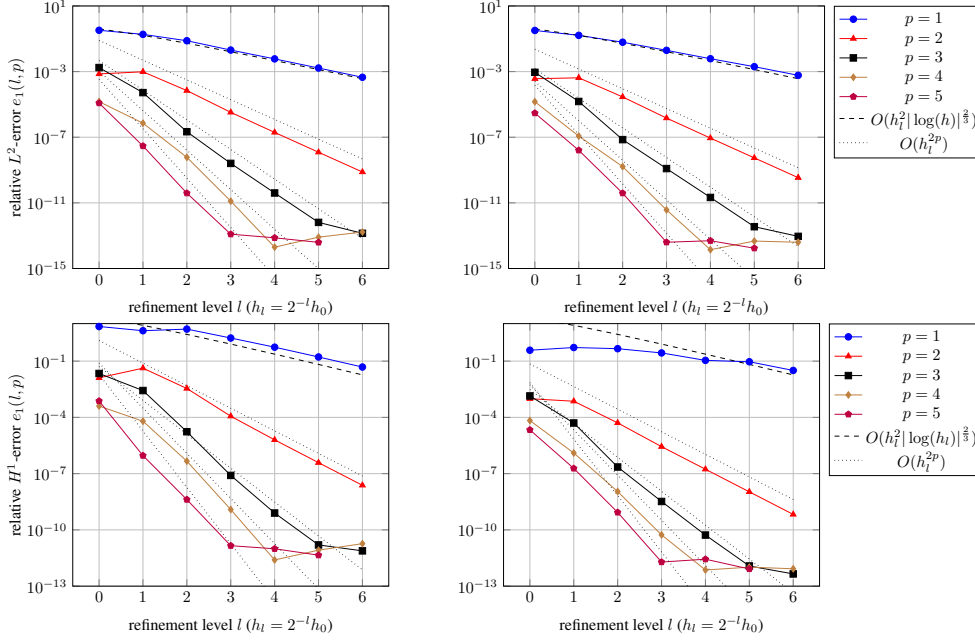 10^1
10^−3
10^−7
10^−11
10^−15
relative L^2-error e_1(l, p)
0 1 2 3 4 5 6
refinement level l (h_l = 2^{−l}h_0)
10^1
10^−3
10^−7
10^−11
10^−15
0 1 2 3 4 5 6
refinement level l (h_l = 2^{−l}h_0)
p = 1
p = 2
p = 3
p = 4
p = 5
O(h_l^2| log(h)|^{2/3})
O(h_l^{2p})
10^−1
10^−4
10^−7
10^−10
10^−13
relative H^1-error e_1(l, p)
0 1 2 3 4 5 6
refinement level l (h_l = 2^{−l}h_0)
10^−1
10^−4
10^−7
10^−10
10^−13
0 1 2 3 4 5 6
refinement level l (h_l = 2^{−l}h_0)
p = 1
p = 2
p = 3
p = 4
p = 5
O(h_l^2| log(h_l)|^{2/3})
O(h_l^{2p})